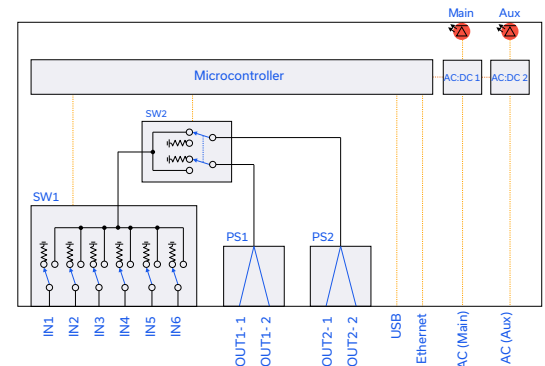 Main Aux
Microcontroller
AC:DC 1
AC:DC 2
SW2
SW1
PS1
PS2
IN1
IN2
IN3
IN4
IN5
IN6
OUT1- 1
OUT1- 2
OUT2- 1
OUT2- 2
USB
Ethernet
AC (Main)
AC (Aux)